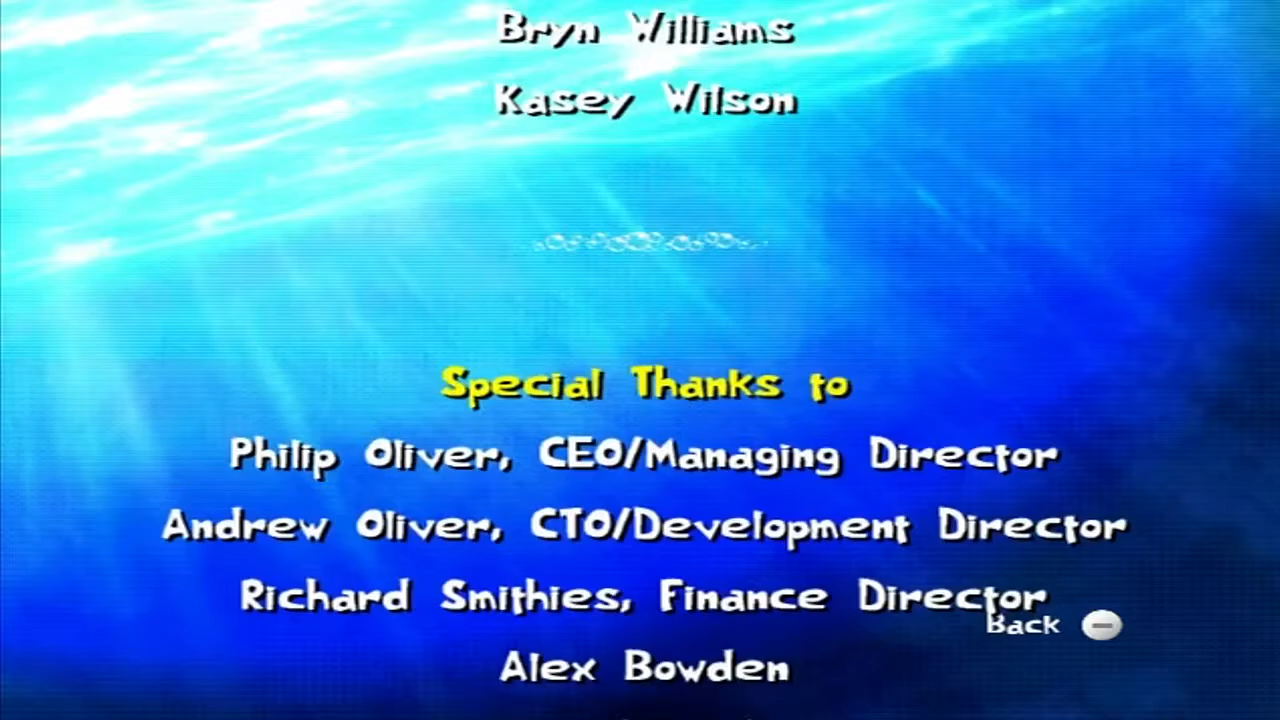 Bryn Williams
Kasey Wilson
Special Thanks to
Philip Oliver, CEO/Managing Director
Andrew Oliver, CTO/Development Director
Richard Smithies, Finance Director
Back
Alex Bowden